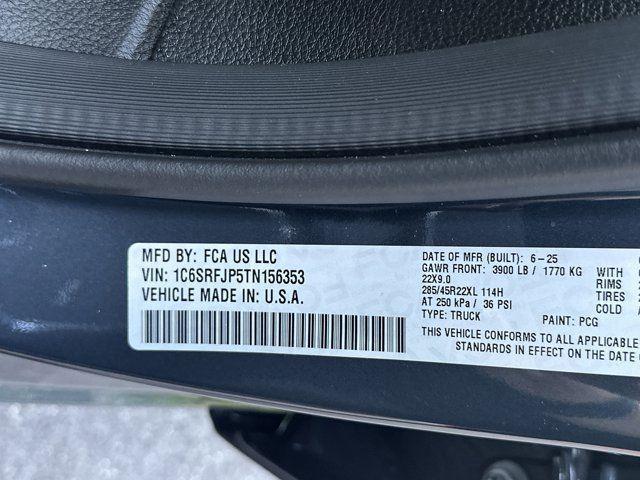 MFD BY: FCA US LLC
VIN: 1C6SRFJP5TN156353
VEHICLE MADE IN: U.S.A.
DATE OF MFR (BUILT): 6-25
GAWR FRONT: 3900 LB / 1770 KG WITH
22X9.0 RIMS
285/45R22XL 114H TIRES
AT 250 kPa / 36 PSI COLD
TYPE: TRUCK PAINT: PCG
THIS VEHICLE CONFORMS TO ALL APPLICABLE
STANDARDS IN EFFECT ON THE DATE